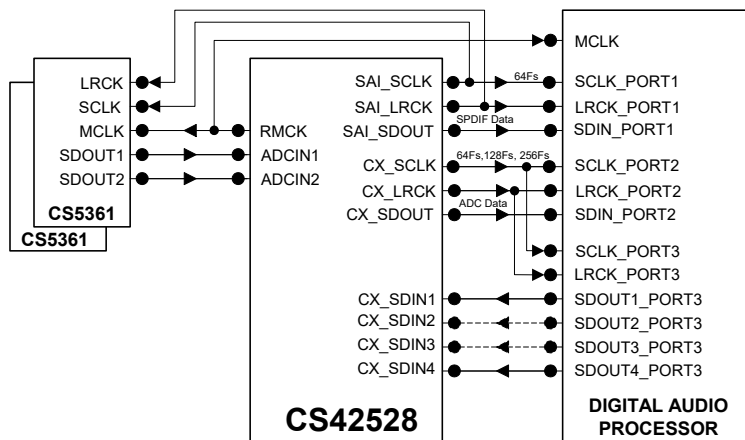 LRCK
SCLK
MCLK
SDOUT1
SDOUT2
CS5361
CS5361
RMCK
ADCIN1
ADCIN2
SAI_SCLK
SAI_LRCK
SAI_SDOUT
CX_SCLK
CX_LRCK
CX_SDOUT
CX_SDIN1
CX_SDIN2
CX_SDIN3
CX_SDIN4
CS42528
64Fs
SPDIF Data
64Fs,128Fs, 256Fs
ADC Data
MCLK
SCLK_PORT1
LRCK_PORT1
SDIN_PORT1
SCLK_PORT2
LRCK_PORT2
SDIN_PORT2
SCLK_PORT3
LRCK_PORT3
SDOUT1_PORT3
SDOUT2_PORT3
SDOUT3_PORT3
SDOUT4_PORT3
DIGITAL AUDIO
PROCESSOR